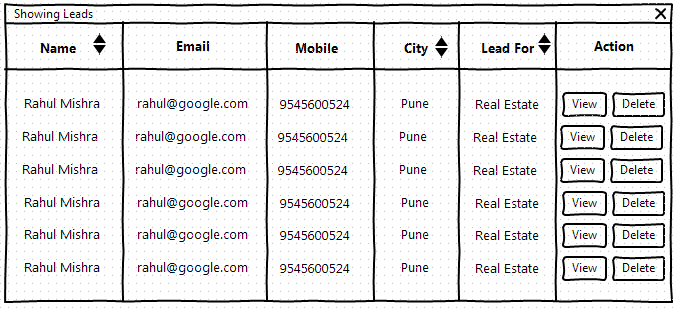 Showing Leads
Name Email Mobile City Lead For Action
Rahul Mishra rahul@google.com 9545600524 Pune Real Estate View Delete
Rahul Mishra rahul@google.com 9545600524 Pune Real Estate View Delete
Rahul Mishra rahul@google.com 9545600524 Pune Real Estate View Delete
Rahul Mishra rahul@google.com 9545600524 Pune Real Estate View Delete
Rahul Mishra rahul@google.com 9545600524 Pune Real Estate View Delete
Rahul Mishra rahul@google.com 9545600524 Pune Real Estate View Delete